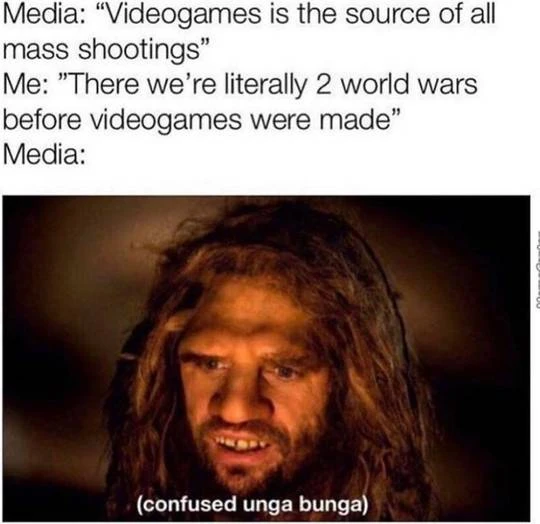 Media: “Videogames is the source of all
mass shootings”
Me: ”There we’re literally 2 world wars
before videogames were made”
Media:
(confused unga bunga)